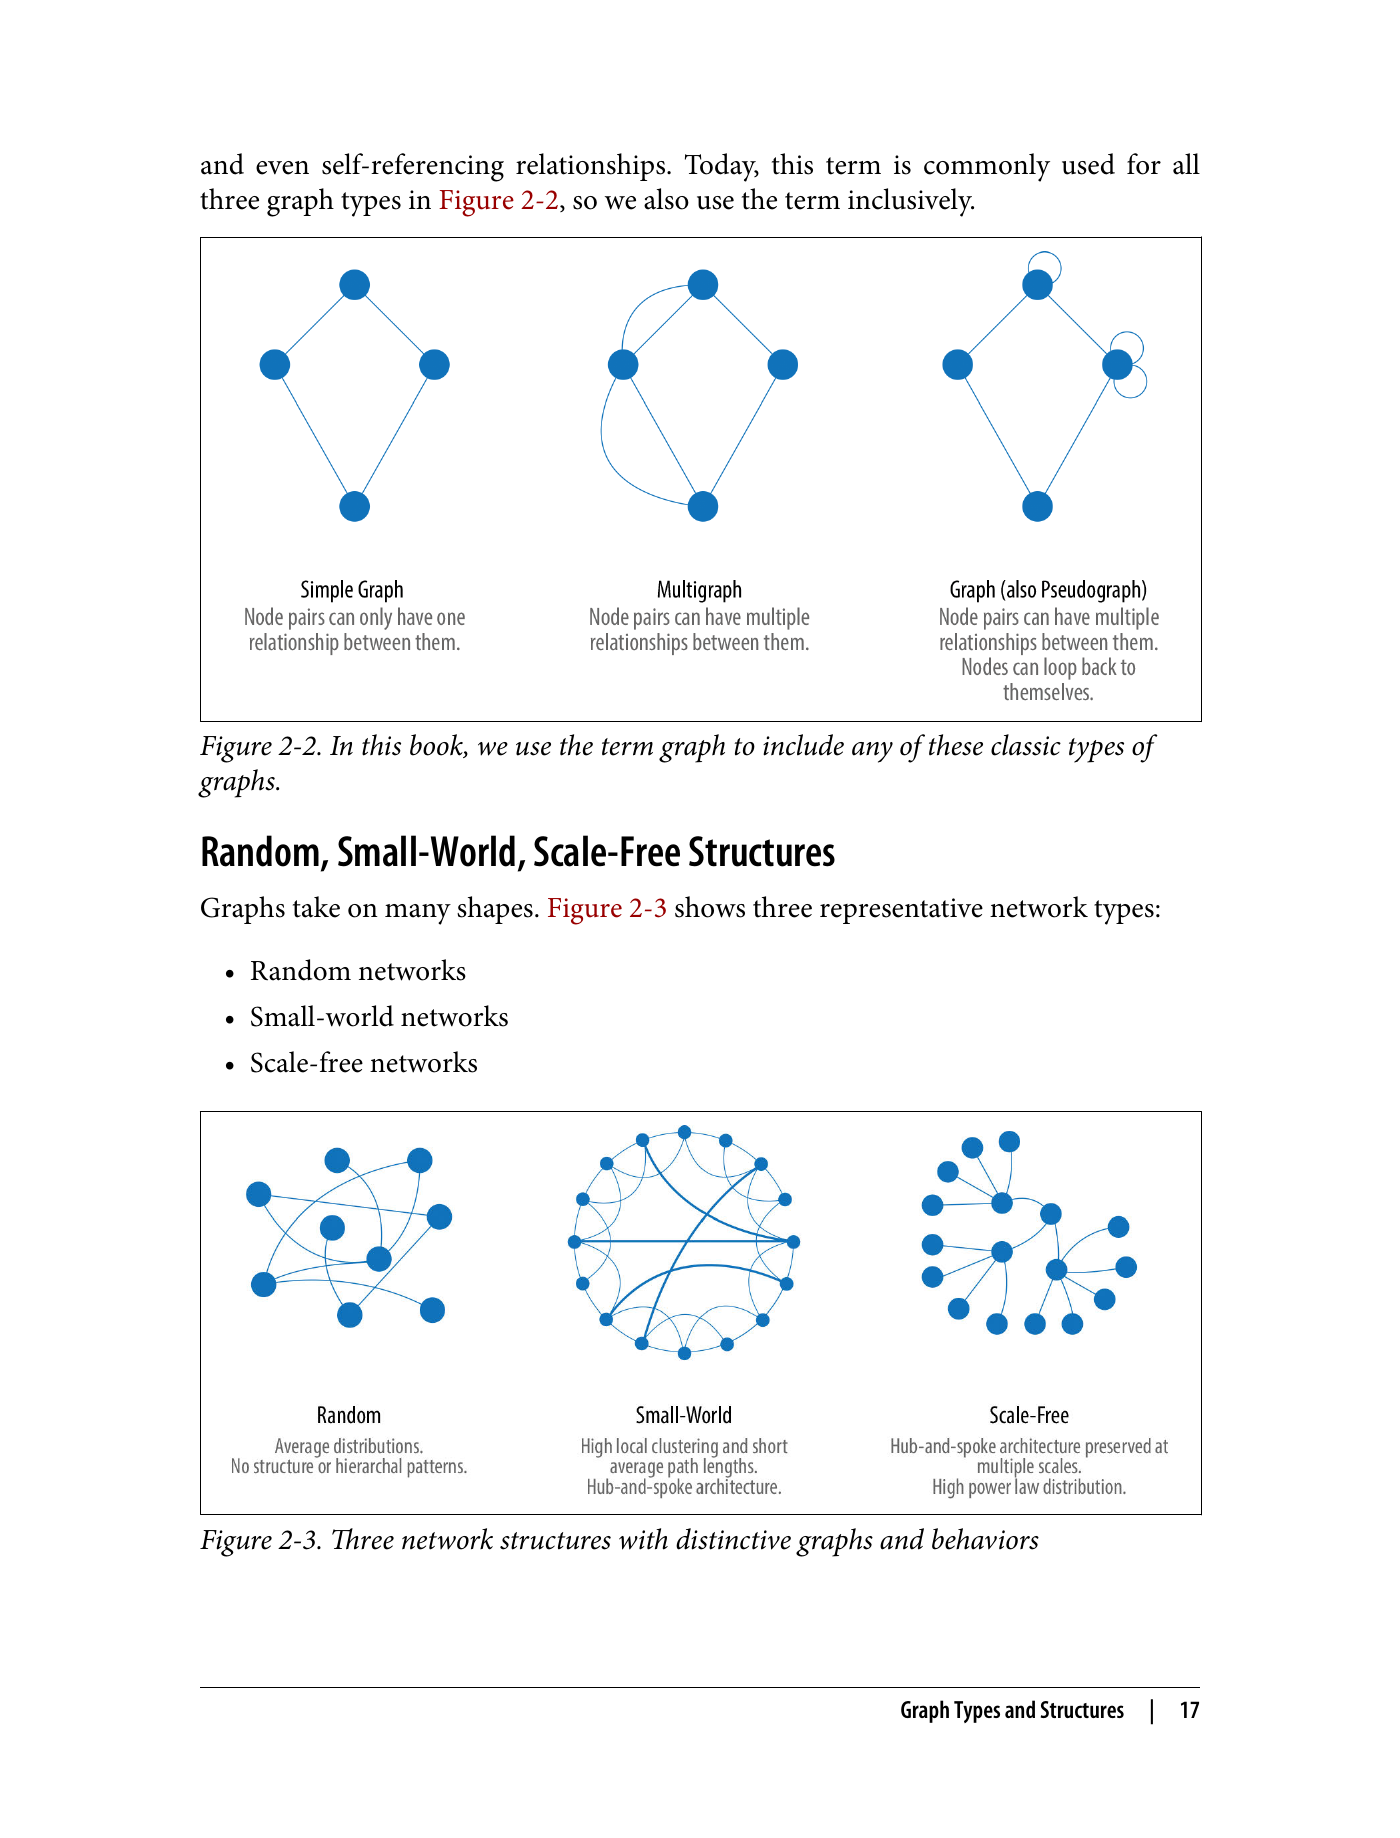 and even self-referencing relationships. Today, this term is commonly used for all
three graph types in Figure 2-2, so we also use the term inclusively.
Simple Graph
Node pairs can only have one
relationship between them.
Multigraph
Node pairs can have multiple
relationships between them.
Graph (also Pseudograph)
Node pairs can have multiple
relationships between them.
Nodes can loop back to
themselves.
Figure 2-2. In this book, we use the term graph to include any of these classic types of
graphs.
Random, Small-World, Scale-Free Structures
Graphs take on many shapes. Figure 2-3 shows three representative network types:
• Random networks
• Small-world networks
• Scale-free networks
Random
Average distributions.
No structure or hierarchal patterns.
Small-World
High local clustering and short
average path lengths.
Hub-and-spoke architecture.
Scale-Free
Hub-and-spoke architecture preserved at
multiple scales.
High power law distribution.
Figure 2-3. Three network structures with distinctive graphs and behaviors
Graph Types and Structures | 17